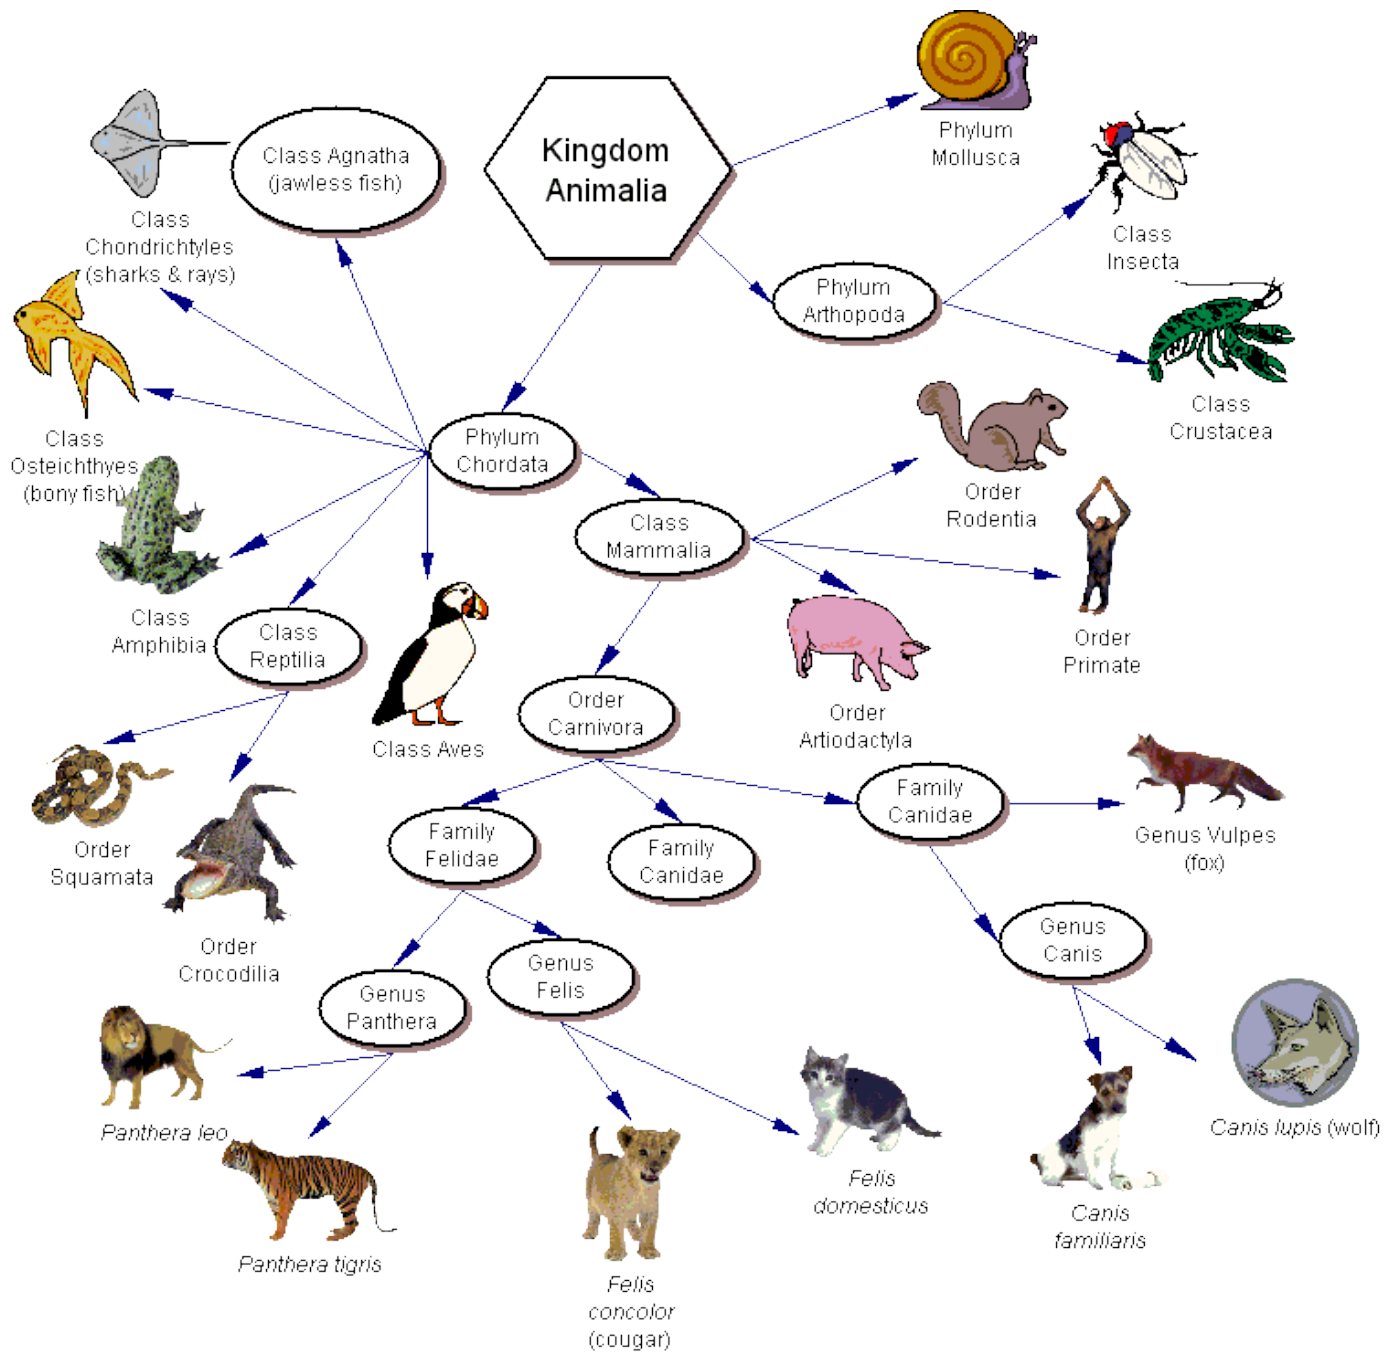 Kingdom
Animalia
Phylum
Mollusca
Class Agnatha
(jawless fish)
Class
Chondrichtyles
(sharks & rays)
Class
Insecta
Phylum
Arthopoda
Class
Crustacea
Class
Osteichthyes
(bony fish)
Phylum
Chordata
Order
Rodentia
Class
Mammalia
Class
Amphibia
Class
Reptilia
Order
Primate
Class Aves
Order
Carnivora
Order
Artiodactyla
Order
Squamata
Order
Crocodilia
Family
Felidae
Family
Canidae
Family
Canidae
Genus Vulpes
(fox)
Genus
Canis
Genus
Panthera
Genus
Felis
Panthera leo
Panthera tigris
Felis
concolor
(cougar)
Felis
domesticus
Canis
familiaris
Canis lupis (wolf)